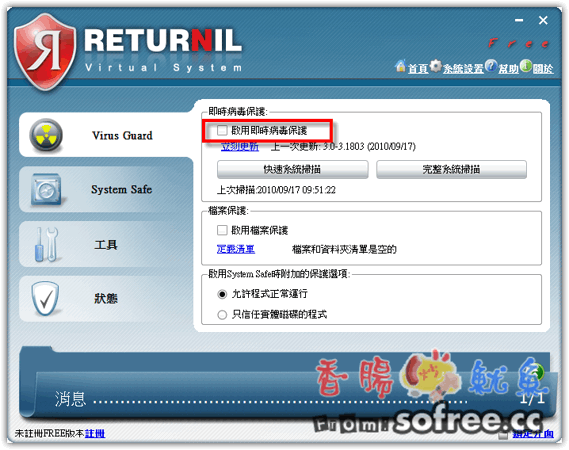 RETURNIL
Virtual System
Free
首頁 系統設置 幫助 關於
Virus Guard
System Safe
工具
狀態
即時病毒保護:
啟用即時病毒保護
立刻更新 上一次更新: 3.0-3.1803 (2010/09/17)
快速系統掃描 完整系統掃描
上次掃描:2010/09/17 09:51:22
檔案保護:
啟用檔案保護
定義清單 檔案和資料夾清單是空的
啟用System Safe時附加的保護選項:
允許程式正常運行
只信任實體磁碟的程式
消息
1/1
香腸 魷魚
From: sofree.cc
未註冊FREE版本註冊 鎖定介面